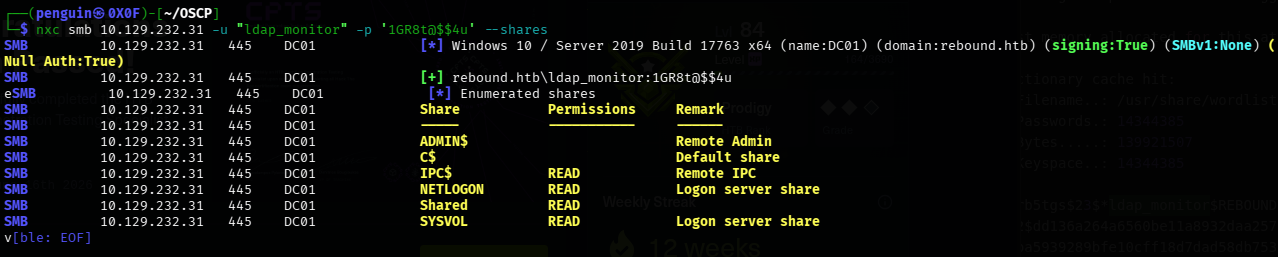 ┌──(penguin㉿0X0F)-[~/OSCP]
└─$ nxc smb 10.129.232.31 -u "ldap_monitor" -p '1GR8t@$$4u' --shares
SMB 10.129.232.31 445 DC01 [*] Windows 10 / Server 2019 Build 17763 x64 (name:DC01) (domain:rebound.htb) (signing:True) (SMBv1:None) (
Null Auth:True)
SMB 10.129.232.31 445 DC01 [+] rebound.htb\ldap_monitor:1GR8t@$$4u
eSMB 10.129.232.31 445 DC01 [*] Enumerated shares
SMB 10.129.232.31 445 DC01 Share Permissions Remark
SMB 10.129.232.31 445 DC01 ----- ----------- ------
SMB 10.129.232.31 445 DC01 ADMIN$ Remote Admin
SMB 10.129.232.31 445 DC01 C$ Default share
SMB 10.129.232.31 445 DC01 IPC$ READ Remote IPC
SMB 10.129.232.31 445 DC01 NETLOGON READ Logon server share
SMB 10.129.232.31 445 DC01 Shared READ
SMB 10.129.232.31 445 DC01 SYSVOL READ Logon server share
v[ble: EOF]
Weekly Streak
12 weeks